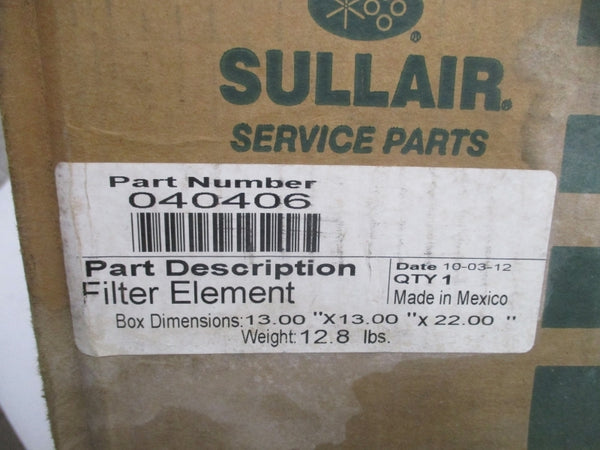 SULLAIR®
SERVICE PARTS
Part Number
040406
Part Description
Filter Element
Date 10-03-12
QTY 1
Made in Mexico
Box Dimensions: 13.00 "X 13.00 "x 22.00 "
Weight: 12.8 lbs.